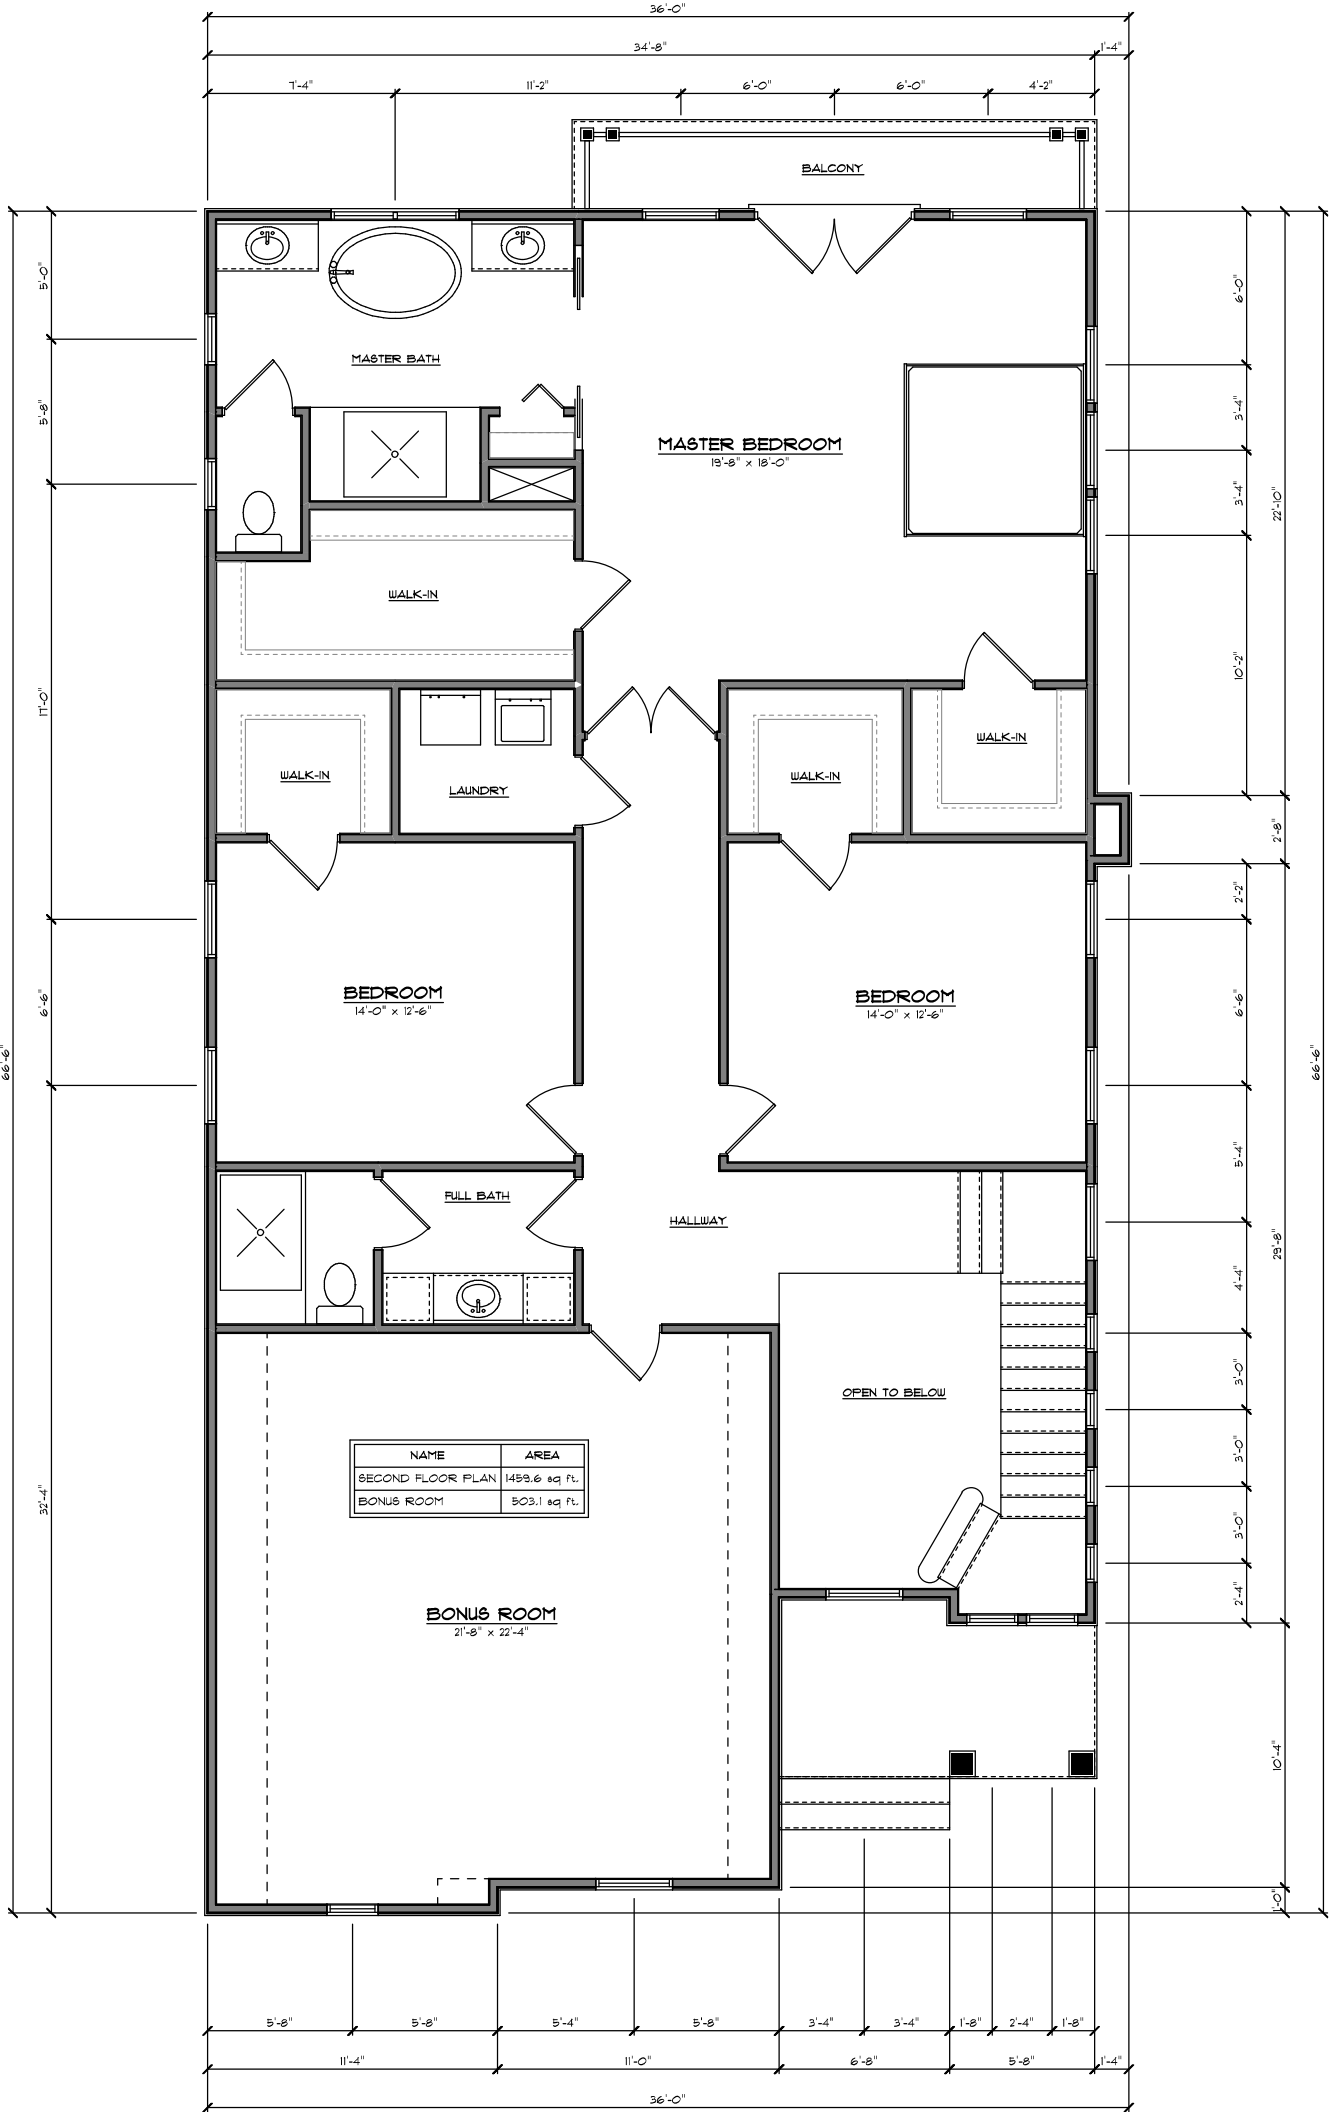 36'-0"
34'-8" 1'-4"
7'-4" 11'-2" 6'-0" 6'-0" 4'-2"
BALCONY
5'-0"
6'-0"
MASTER BATH
5'-8"
3'-4"
MASTER BEDROOM
19'-8" x 18'-0"
3'-4"
22'-10"
WALK-IN
10'-2"
17'-0"
WALK-IN
LAUNDRY
WALK-IN
WALK-IN
2'-8"
2'-2"
BEDROOM
14'-0" x 12'-6"
BEDROOM
14'-0" x 12'-6"
6'-6"
6'-6"
66'-6"
66'-6"
5'-4"
FULL BATH
HALLWAY
29'-8"
4'-4"
3'-0"
OPEN TO BELOW
NAME AREA
SECOND FLOOR PLAN 1459.6 sq ft.
BONUS ROOM 503.1 sq ft.
32'-4"
3'-0"
3'-0"
2'-4"
BONUS ROOM
21'-8" x 22'-4"
10'-4"
1'-0"
5'-8" 5'-8" 5'-4" 5'-8" 3'-4" 3'-4" 1'-8" 2'-4" 1'-8"
11'-4" 11'-0" 6'-8" 5'-8" 1'-4"
36'-0"